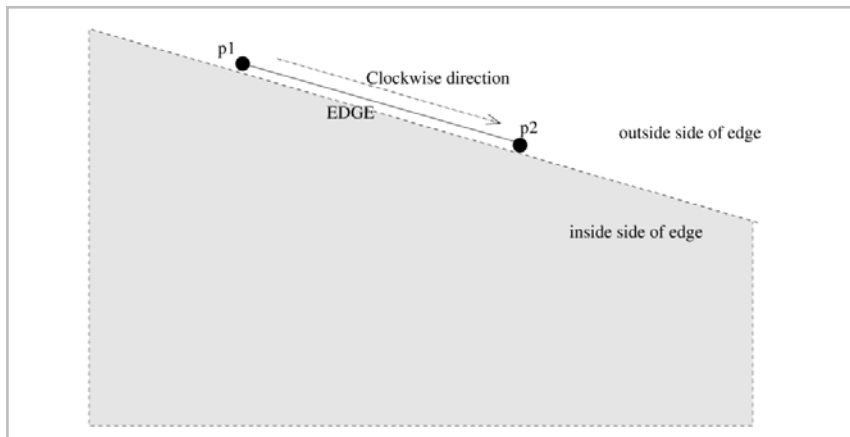 p1
Clockwise direction
EDGE
p2
outside side of edge
inside side of edge